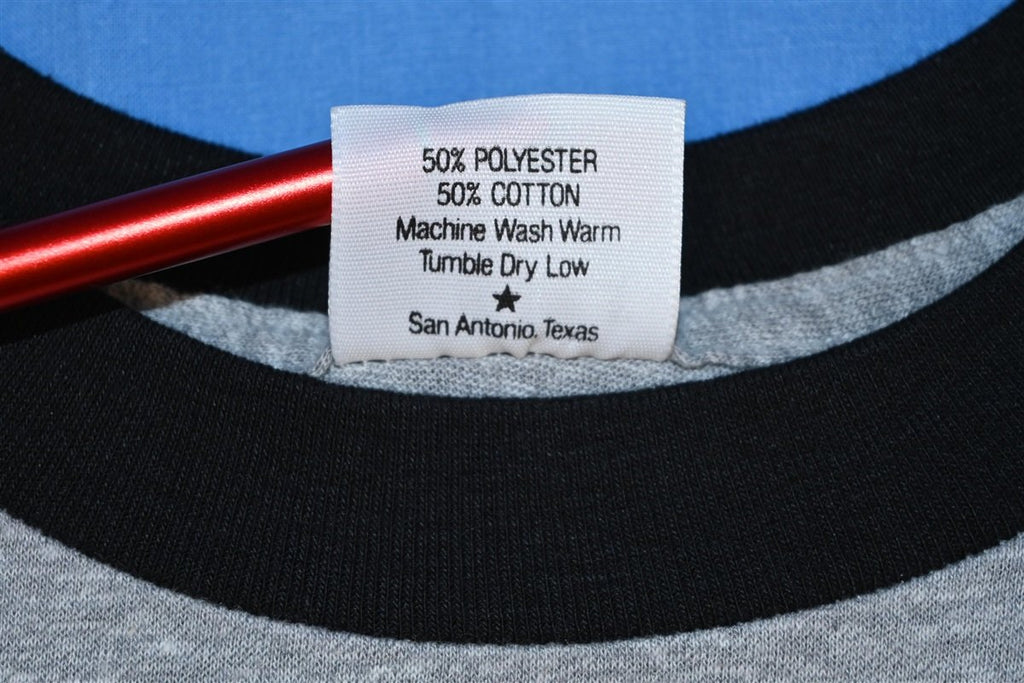 50% POLYESTER
50% COTTON
Machine Wash Warm
Tumble Dry Low
San Antonio, Texas